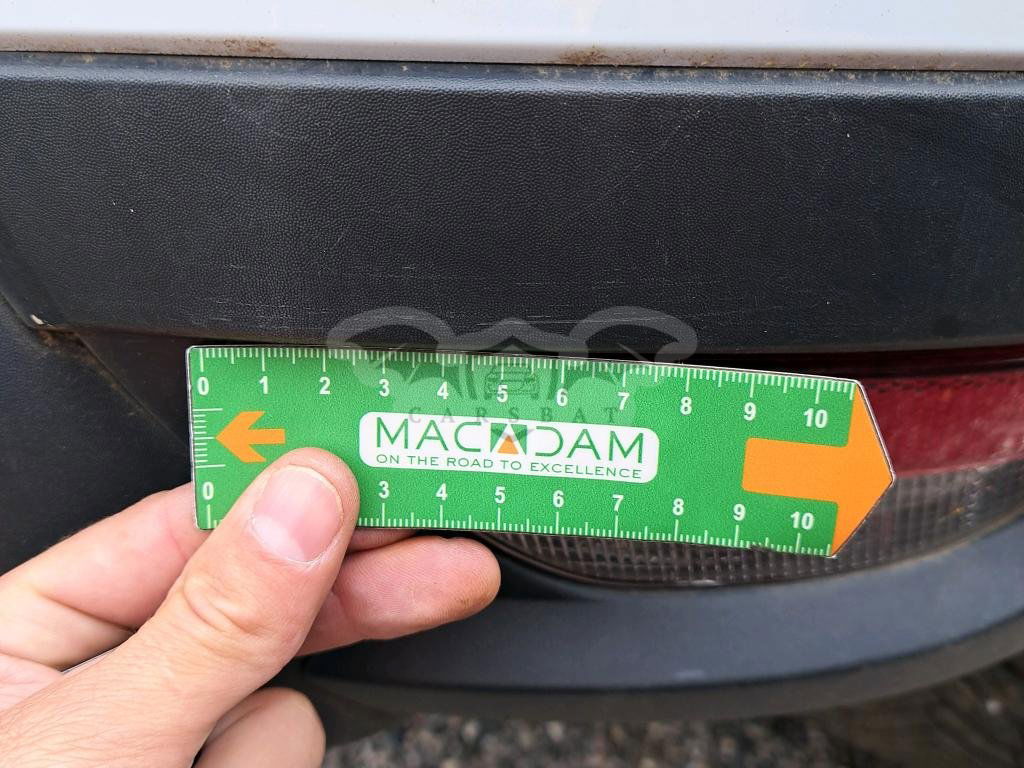 0 1 2 3 4 5 6 7 8 9 10
CARSBAT
MACADAM
ON THE ROAD TO EXCELLENCE
0 3 4 5 6 7 8 9 10